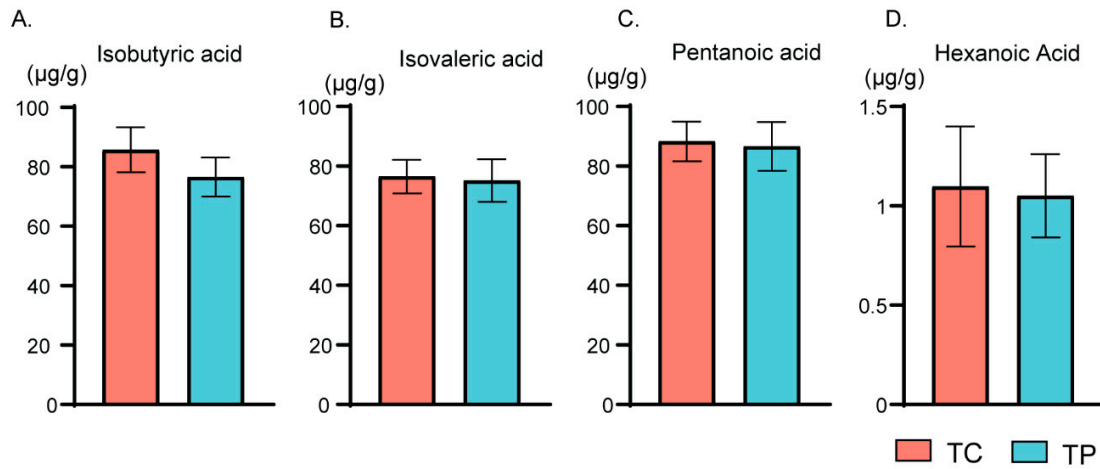 A.
Isobutyric acid
(µg/g)
100
80
60
40
20
0
B.
Isovaleric acid
(µg/g)
100
80
60
40
20
0
C.
Pentanoic acid
(µg/g)
100
80
60
40
20
0
D.
Hexanoic Acid
(µg/g)
1.5
1
0.5
0
TC TP